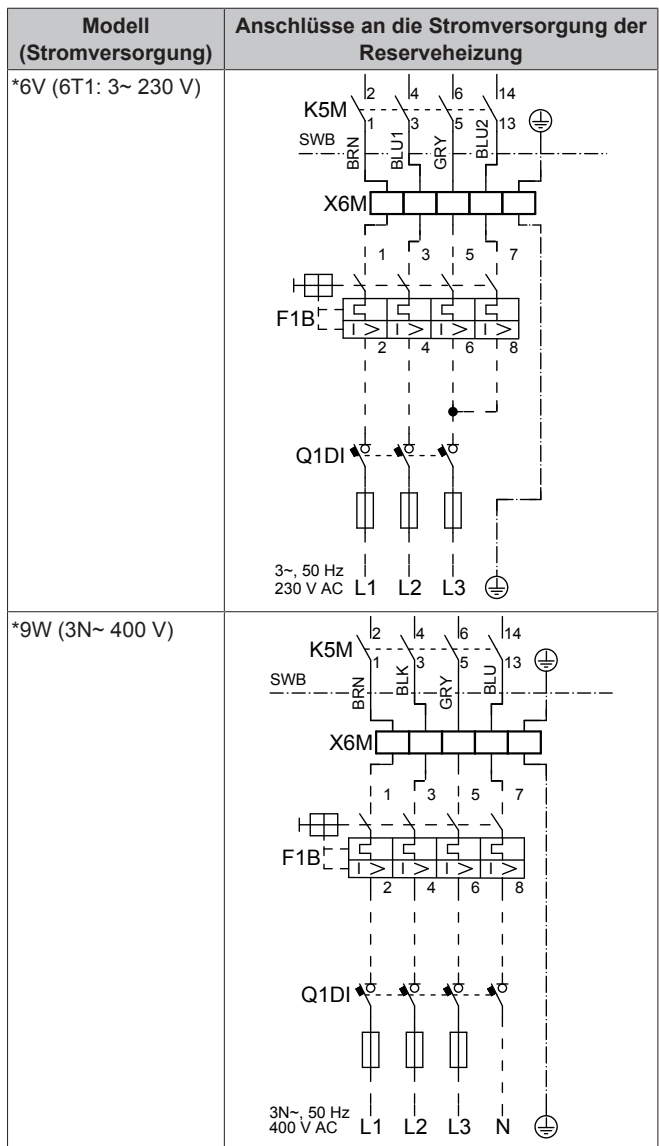 Modell
(Stromversorgung)
Anschlüsse an die Stromversorgung der
Reserveheizung
*6V (6T1: 3~ 230 V)
2 4 6 14
K5M
1 3 5 13
SWB
BRN BLU1 GRY BLU2
X6M
1 3 5 7
F1B
I > I > I > I >
2 4 6 8
Q1DI
3~, 50 Hz
230 V AC L1 L2 L3
*9W (3N~ 400 V)
2 4 6 14
K5M
1 3 5 13
SWB
BRN BLK GRY BLU
X6M
1 3 5 7
F1B
I > I > I > I >
2 4 6 8
Q1DI
3N~, 50 Hz
400 V AC L1 L2 L3 N